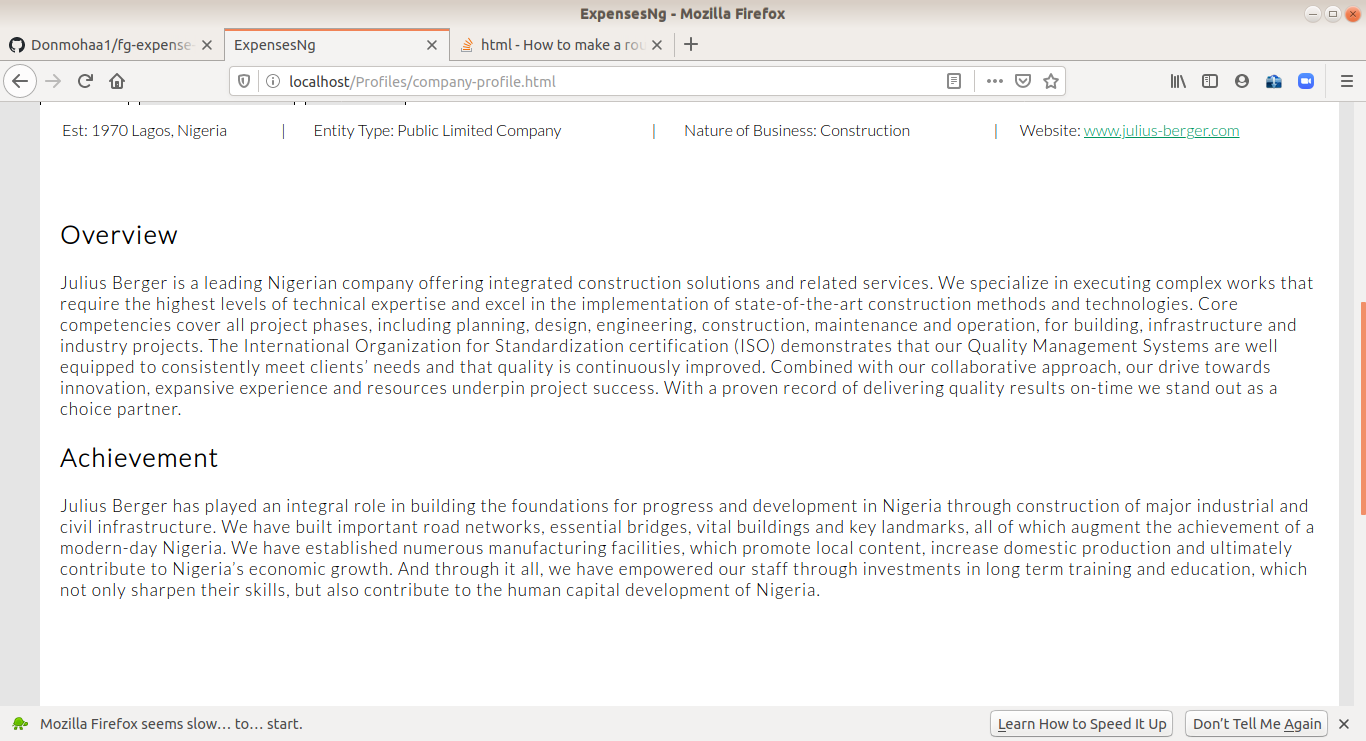 ExpensesNg - Mozilla Firefox
Donmohaa1/fg-expense
ExpensesNg
html - How to make a rou
localhost/Profiles/company-profile.html
Est: 1970 Lagos, Nigeria | Entity Type: Public Limited Company | Nature of Business: Construction | Website: www.julius-berger.com
Overview
Julius Berger is a leading Nigerian company offering integrated construction solutions and related services. We specialize in executing complex works that
require the highest levels of technical expertise and excel in the implementation of state-of-the-art construction methods and technologies. Core
competencies cover all project phases, including planning, design, engineering, construction, maintenance and operation, for building, infrastructure and
industry projects. The International Organization for Standardization certification (ISO) demonstrates that our Quality Management Systems are well
equipped to consistently meet clients’ needs and that quality is continuously improved. Combined with our collaborative approach, our drive towards
innovation, expansive experience and resources underpin project success. With a proven record of delivering quality results on-time we stand out as a
choice partner.
Achievement
Julius Berger has played an integral role in building the foundations for progress and development in Nigeria through construction of major industrial and
civil infrastructure. We have built important road networks, essential bridges, vital buildings and key landmarks, all of which augment the achievement of a
modern-day Nigeria. We have established numerous manufacturing facilities, which promote local content, increase domestic production and ultimately
contribute to Nigeria’s economic growth. And through it all, we have empowered our staff through investments in long term training and education, which
not only sharpen their skills, but also contribute to the human capital development of Nigeria.
Mozilla Firefox seems slow… to… start.
Learn How to Speed It Up
Don’t Tell Me Again